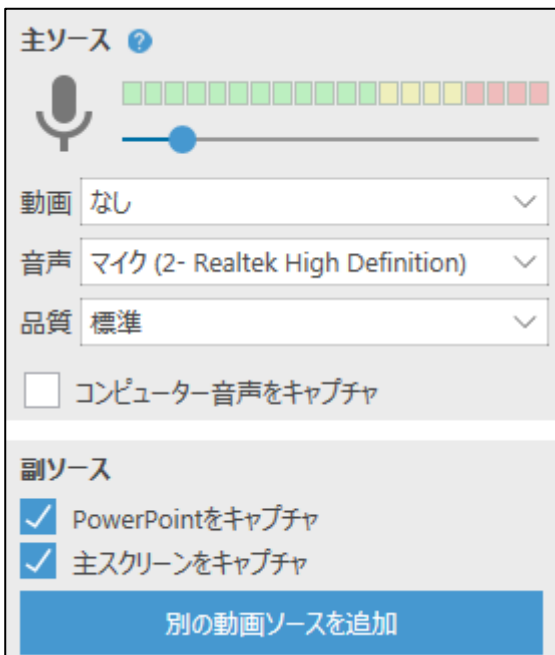 主ソース ?
動画 なし
音声 マイク (2- Realtek High Definition)
品質 標準
コンピューター音声をキャプチャ
副ソース
PowerPointをキャプチャ
主スクリーンをキャプチャ
別の動画ソースを追加